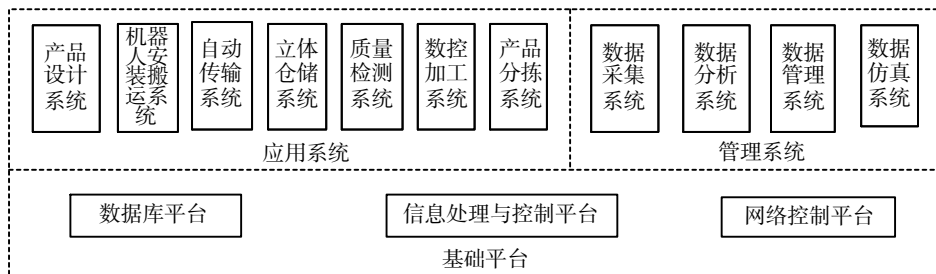 产品
设计
系统
机器
人安
装搬
运系
统
自动
传输
系统
立体
仓储
系统
质量
检测
系统
数控
加工
系统
产品
分拣
系统
应用系统
数据
采集
系统
数据
分析
系统
数据
管理
系统
数据
仿真
系统
管理系统
数据库平台
信息处理与控制平台
网络控制平台
基础平台